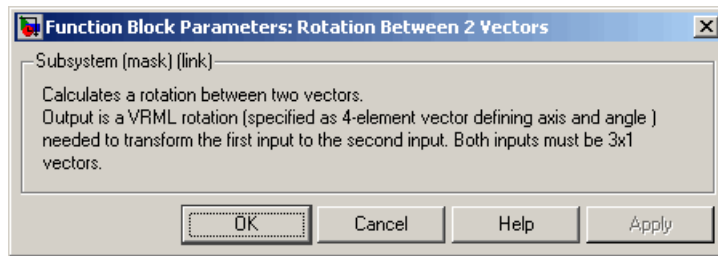 Function Block Parameters: Rotation Between 2 Vectors
Subsystem (mask) (link)
Calculates a rotation between two vectors.
Output is a VRML rotation (specified as 4-element vector defining axis and angle )
needed to transform the first input to the second input. Both inputs must be 3x1
vectors.
OK Cancel Help Apply